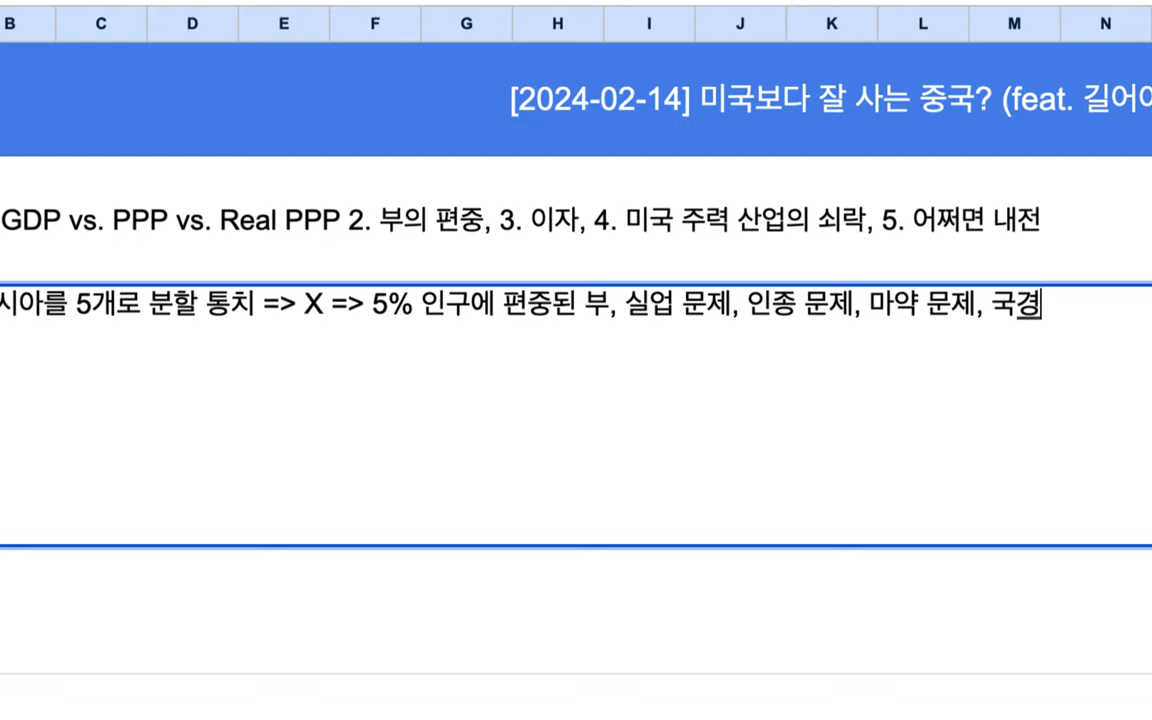 B C D E F G H I J K L M N
[2024-02-14] 미국보다 잘 사는 중국? (feat. 길어
GDP vs. PPP vs. Real PPP 2. 부의 편중, 3. 이자, 4. 미국 주력 산업의 쇠락, 5. 어쩌면 내전
시아를 5개로 분할 통치 => X => 5% 인구에 편중된 부, 실업 문제, 인종 문제, 마약 문제, 국경